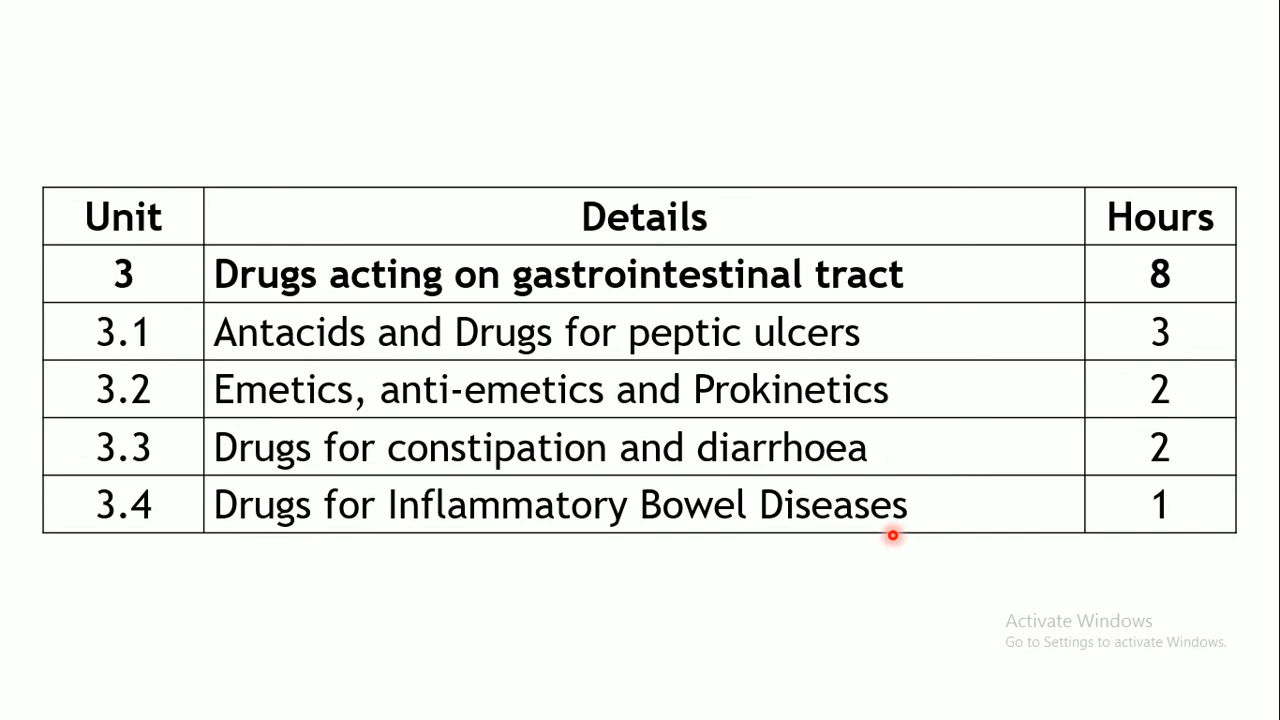 Unit Details Hours
3 Drugs acting on gastrointestinal tract 8
3.1 Antacids and Drugs for peptic ulcers 3
3.2 Emetics, anti-emetics and Prokinetics 2
3.3 Drugs for constipation and diarrhoea 2
3.4 Drugs for Inflammatory Bowel Diseases 1
Activate Windows
Go to Settings to activate Windows.